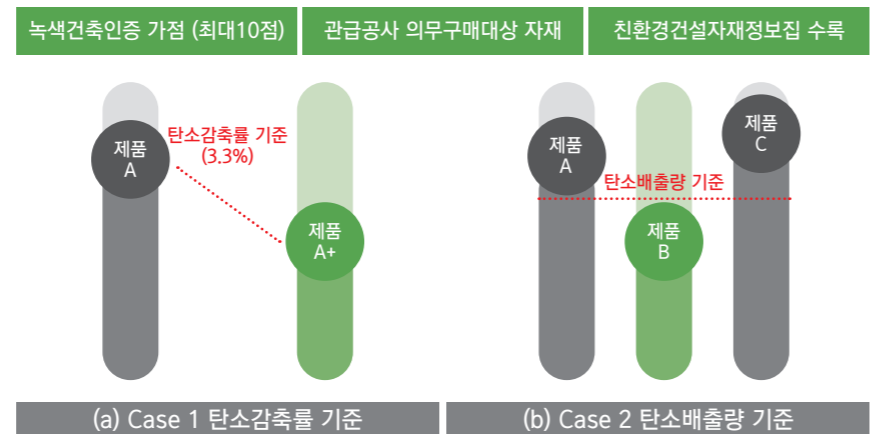 녹색건축인증 가점 (최대10점)
관급공사 의무구매대상 자재
친환경건설자재정보집 수록
제품
A
탄소감축률 기준
(3.3%)
제품
A+
제품
A
탄소배출량 기준
제품
B
제품
C
(a) Case 1 탄소감축률 기준
(b) Case 2 탄소배출량 기준